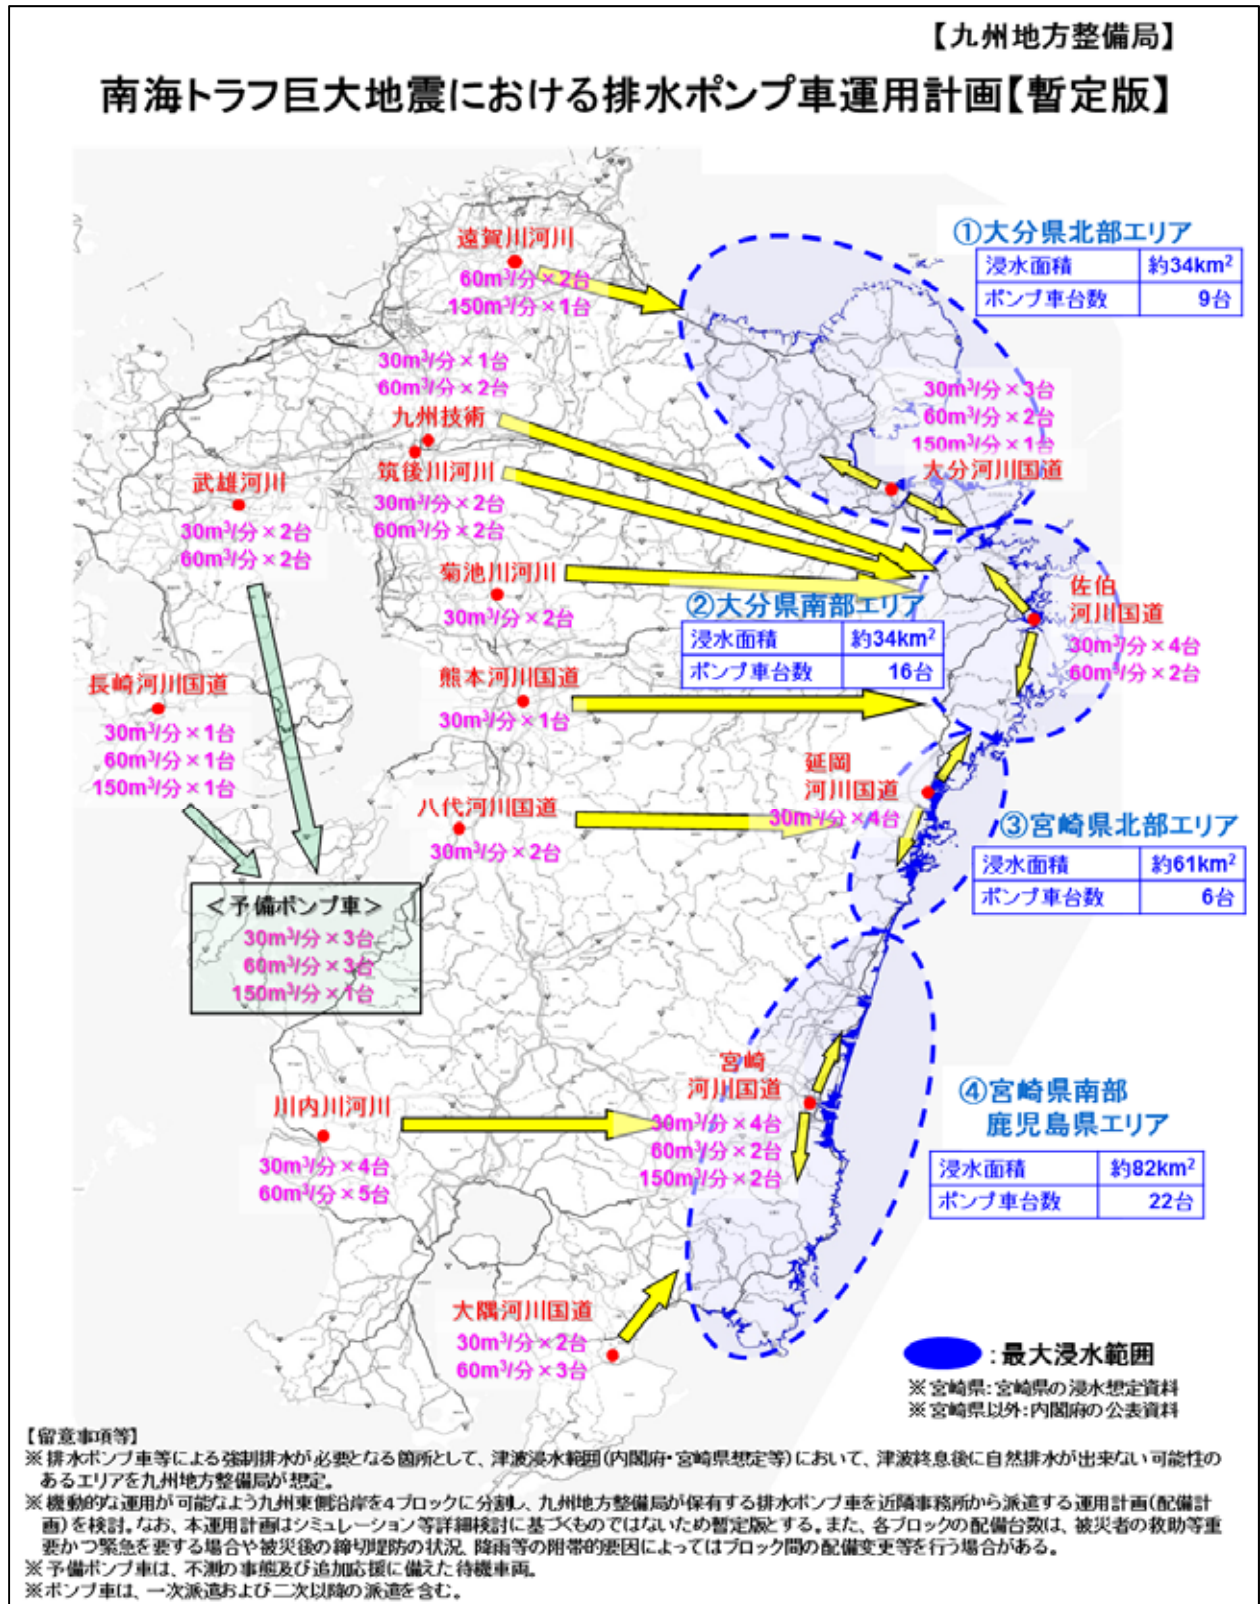 【九州地方整備局】
南海トラフ巨大地震における排水ポンプ車運用計画【暫定版】
①大分県北部エリア
浸水面積 約34km²
ポンプ車台数 9台
遠賀川河川
60m³/分×2台
150m³/分×1台
30m³/分×1台
60m³/分×2台
九州技術
筑後川河川
30m³/分×2台
60m³/分×2台
30m³/分×3台
60m³/分×2台
150m³/分×1台
大分河川国道
武雄河川
30m³/分×2台
60m³/分×2台
菊池川河川
30m³/分×2台
②大分県南部エリア
浸水面積 約34km²
ポンプ車台数 16台
佐伯
河川国道
30m³/分×4台
60m³/分×2台
長崎河川国道
30m³/分×1台
60m³/分×1台
150m³/分×1台
熊本河川国道
30m³/分×1台
延岡
河川国道
30m³/分×4台
八代河川国道
30m³/分×2台
③宮崎県北部エリア
浸水面積 約61km²
ポンプ車台数 6台
<予備ポンプ車>
30m³/分×3台
60m³/分×3台
150m³/分×1台
宮崎
河川国道
30m³/分×4台
60m³/分×2台
150m³/分×2台
川内川河川
30m³/分×4台
60m³/分×5台
④宮崎県南部
鹿児島県エリア
浸水面積 約82km²
ポンプ車台数 22台
大隅河川国道
30m³/分×2台
60m³/分×3台
:最大浸水範囲
※宮崎県:宮崎県の浸水想定資料
※宮崎県以外:内閣府の公表資料
【留意事項等】
※排水ポンプ車等による強制排水が必要となる箇所として、津波浸水範囲(内閣府・宮崎県想定等)において、津波終息後に自然排水が出来ない可能性の
あるエリアを九州地方整備局が想定。
※機動的な運用が可能なよう九州東側沿岸を4ブロックに分割し、九州地方整備局が保有する排水ポンプ車を近隣事務所から派遣する運用計画(配備計
画)を検討。なお、本運用計画はシミュレーション等詳細検討に基づくものではないため暫定版とする。また、各ブロックの配備台数は、被災者の救助等重
要かつ緊急を要する場合や被災後の締切堤防の状況、降雨等の附帯的要因によってはブロック間の配備変更等を行う場合がある。
※予備ポンプ車は、不測の事態及び追加応援に備えた待機車両。
※ポンプ車は、一次派遣および二次以降の派遣を含む。